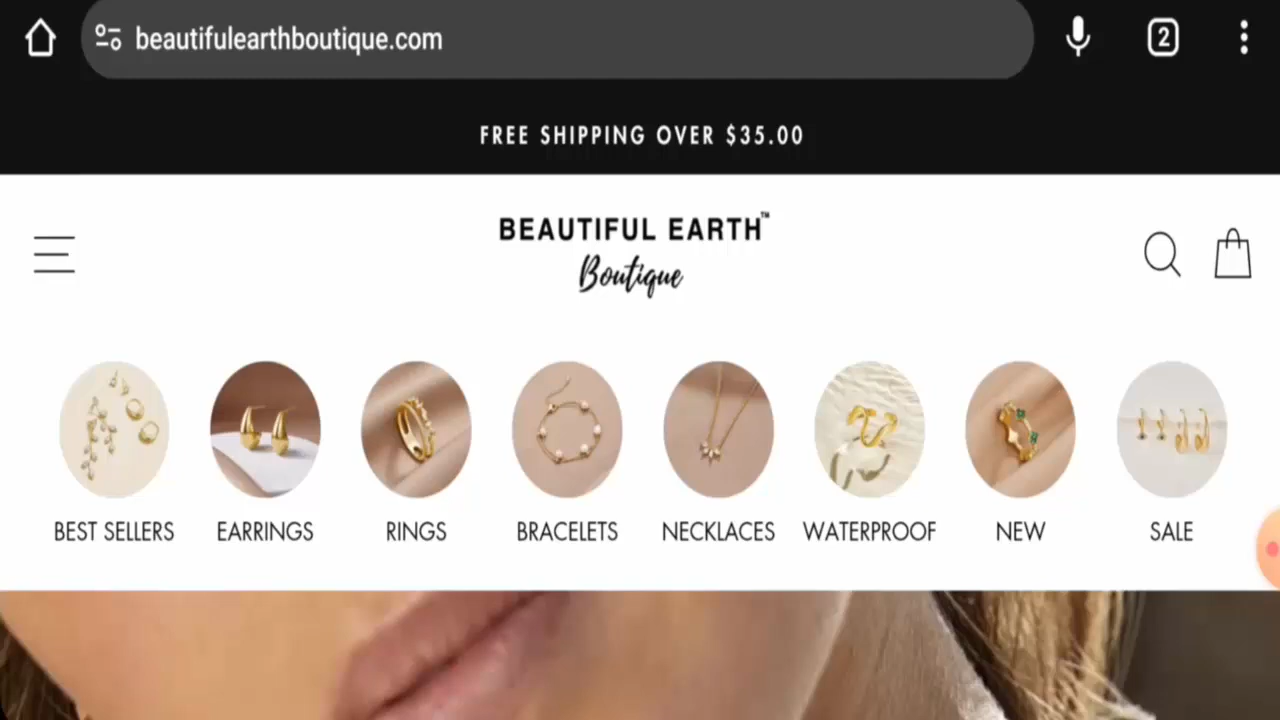 beautifulearthboutique.com
2
FREE SHIPPING OVER $35.00
BEAUTIFUL EARTH™
Boutique
BEST SELLERS EARRINGS RINGS BRACELETS NECKLACES WATERPROOF NEW SALE